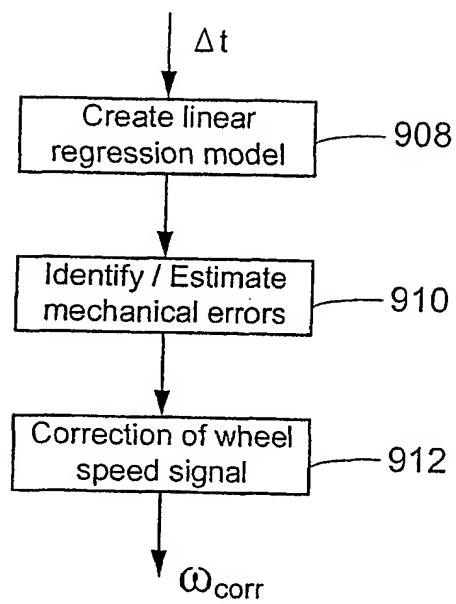 Δt
Create linear
regression model
908
Identify / Estimate
mechanical errors
910
Correction of wheel
speed signal
912
ωcorr